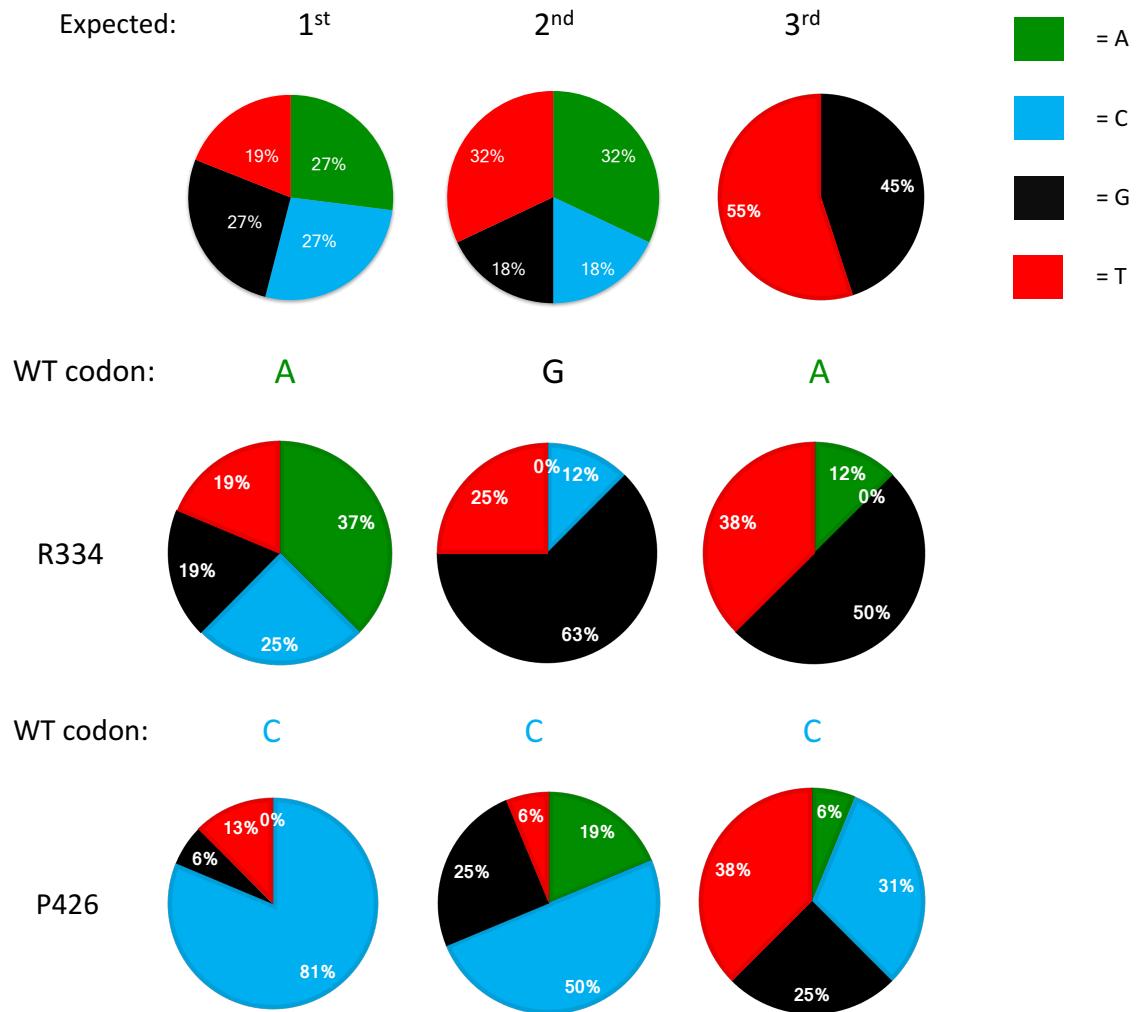 Expected: 1st 2nd 3rd
= A
= C
= G
= T
19% 27%
27% 27%
32% 32%
18% 18%
45%
55%
WT codon: A G A
R334
19% 37%
19%
25%
0% 12%
25%
63%
12%
0%
38%
50%
WT codon: C C C
P426
13% 0%
6%
81%
6% 19%
25%
50%
6%
38% 31%
25%